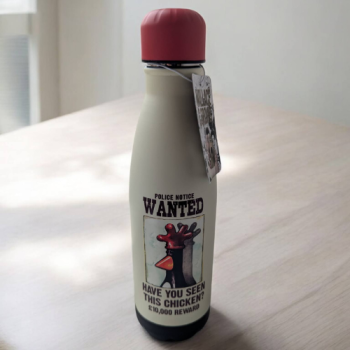 POLICE NOTICE
WANTED
HAVE YOU SEEN
THIS CHICKEN?
£10,000 REWARD